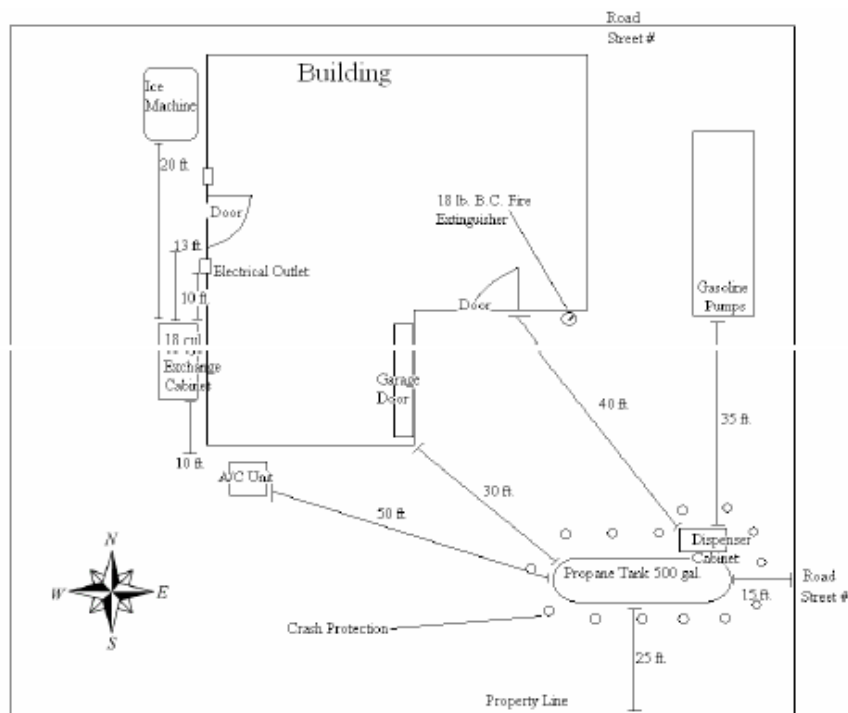 Road
Street #
Building
Ice
Machine
20 ft.
18 lb. B.C. Fire
Extinguisher
Door
13 ft.
Electrical Outlet
10 ft.
Gasoline
Pumps
Door
18 cyl
Exchange
Cabinet
Garage
Door
40 ft.
35 ft.
10 ft.
A/C Unit
30 ft.
50 ft.
Dispenser
Cabinet
N
W
E
S
Propane Tank 500 gal.
15 ft.
Road
Street #
Crash Protection
25 ft.
Property Line